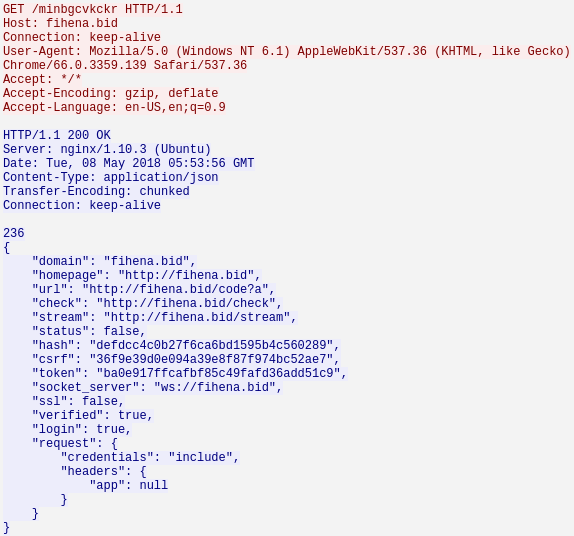 GET /minbgcvkckr HTTP/1.1
Host: fihena.bid
Connection: keep-alive
User-Agent: Mozilla/5.0 (Windows NT 6.1) AppleWebKit/537.36 (KHTML, like Gecko)
Chrome/66.0.3359.139 Safari/537.36
Accept: */*
Accept-Encoding: gzip, deflate
Accept-Language: en-US,en;q=0.9

HTTP/1.1 200 OK
Server: nginx/1.10.3 (Ubuntu)
Date: Tue, 08 May 2018 05:53:56 GMT
Content-Type: application/json
Transfer-Encoding: chunked
Connection: keep-alive

236
{
    "domain": "fihena.bid",
    "homepage": "http://fihena.bid",
    "url": "http://fihena.bid/code?a",
    "check": "http://fihena.bid/check",
    "stream": "http://fihena.bid/stream",
    "status": false,
    "hash": "defdcc4c0b27f6ca6bd1595b4c560289",
    "csrf": "36f9e39d0e094a39e8f87f974bc52ae7",
    "token": "ba0e917ffcafbf85c49fafd36add51c9",
    "socket_server": "ws://fihena.bid",
    "ssl": false,
    "verified": true,
    "login": true,
    "request": {
        "credentials": "include",
        "headers": {
            "app": null
        }
    }
}